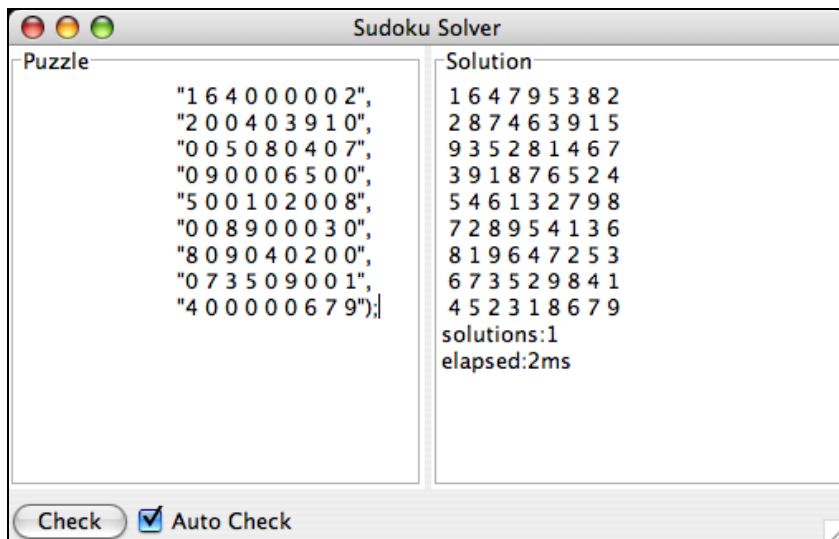 Sudoku Solver
Puzzle
"1 6 4 0 0 0 0 0 2",
"2 0 0 4 0 3 9 1 0",
"0 0 5 0 8 0 4 0 7",
"0 9 0 0 0 6 5 0 0",
"5 0 0 1 0 2 0 0 8",
"0 0 8 9 0 0 0 3 0",
"8 0 9 0 4 0 2 0 0",
"0 7 3 5 0 9 0 0 1",
"4 0 0 0 0 0 6 7 9");
Solution
1 6 4 7 9 5 3 8 2
2 8 7 4 6 3 9 1 5
9 3 5 2 8 1 4 6 7
3 9 1 8 7 6 5 2 4
5 4 6 1 3 2 7 9 8
7 2 8 9 5 4 1 3 6
8 1 9 6 4 7 2 5 3
6 7 3 5 2 9 8 4 1
4 5 2 3 1 8 6 7 9
solutions:1
elapsed:2ms
Check
Auto Check